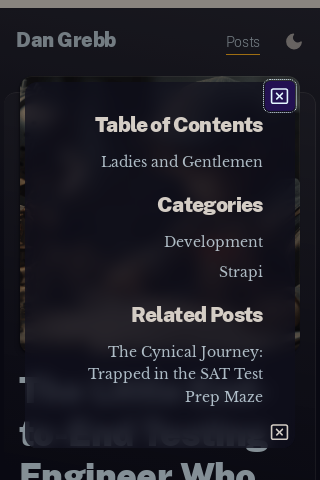 Dan Grebb
Posts
Table of Contents
Ladies and Gentlemen
Categories
Development
Strapi
Related Posts
The Cynical Journey:
Trapped in the SAT Test
Prep Maze
to-End Testing
Engineer Who